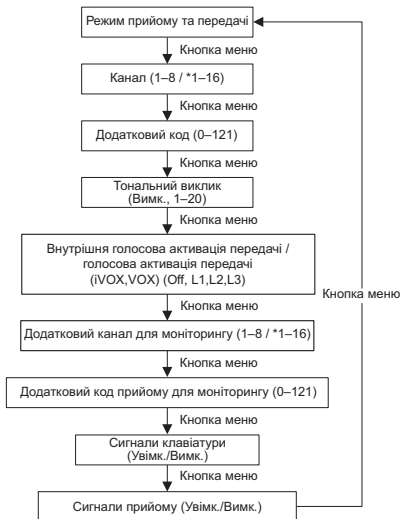 Режим прийому та передачі
Кнопка меню
Канал (1–8 / *1–16)
Кнопка меню
Додатковий код (0–121)
Кнопка меню
Тональний виклик
(Вимк., 1–20)
Кнопка меню
Внутрішня голосова активація передачі /
голосова активація передачі
(iVOX,VOX) (Off, L1,L2,L3)
Кнопка меню
Кнопка меню
Додатковий канал для моніторингу (1–8 / *1–16)
Кнопка меню
Додатковий код прийому для моніторингу (0–121)
Кнопка меню
Сигнали клавіатури
(Увімк./Вимк.)
Кнопка меню
Сигнали прийому (Увімк./Вимк.)